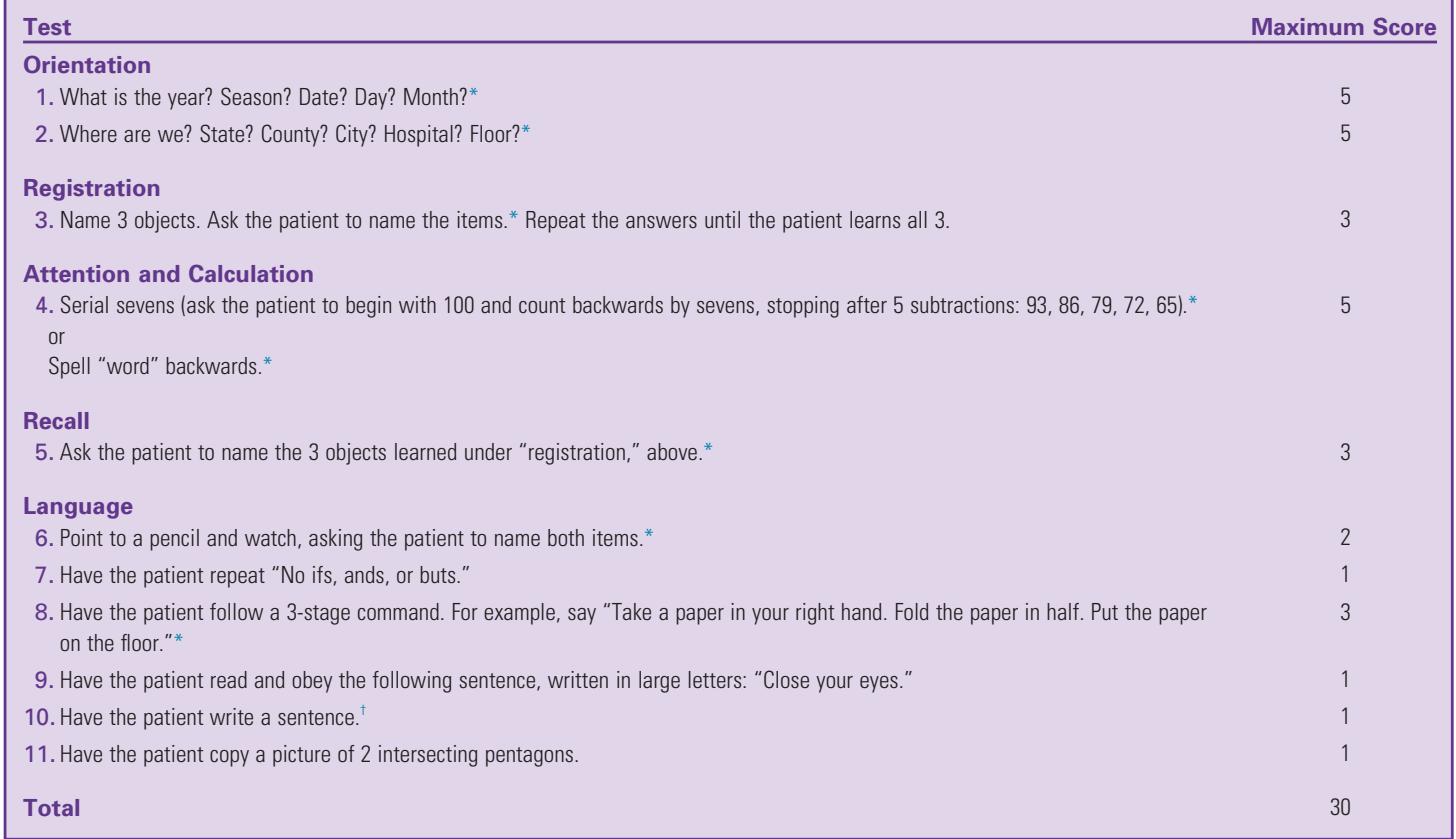 Test Maximum Score
Orientation
1. What is the year? Season? Date? Day? Month?* 5
2. Where are we? State? County? City? Hospital? Floor?* 5
Registration
3. Name 3 objects. Ask the patient to name the items.* Repeat the answers until the patient learns all 3. 3
Attention and Calculation
4. Serial sevens (ask the patient to begin with 100 and count backwards by sevens, stopping after 5 subtractions: 93, 86, 79, 72, 65).* 5
or
Spell “word” backwards.*
Recall
5. Ask the patient to name the 3 objects learned under “registration,” above.* 3
Language
6. Point to a pencil and watch, asking the patient to name both items.* 2
7. Have the patient repeat “No ifs, ands, or buts.” 1
8. Have the patient follow a 3-stage command. For example, say “Take a paper in your right hand. Fold the paper in half. Put the paper 3
on the floor.”*
9. Have the patient read and obey the following sentence, written in large letters: “Close your eyes.” 1
10. Have the patient write a sentence.† 1
11. Have the patient copy a picture of 2 intersecting pentagons. 1
Total 30